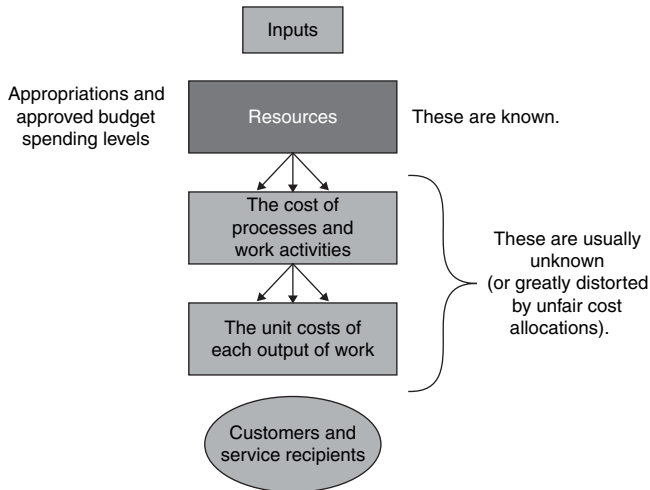 Inputs
Appropriations and
approved budget
spending levels
Resources
These are known.
The cost of
processes and
work activities
These are usually
unknown
(or greatly distorted
by unfair cost
allocations).
The unit costs of
each output of work
Customers and
service recipients